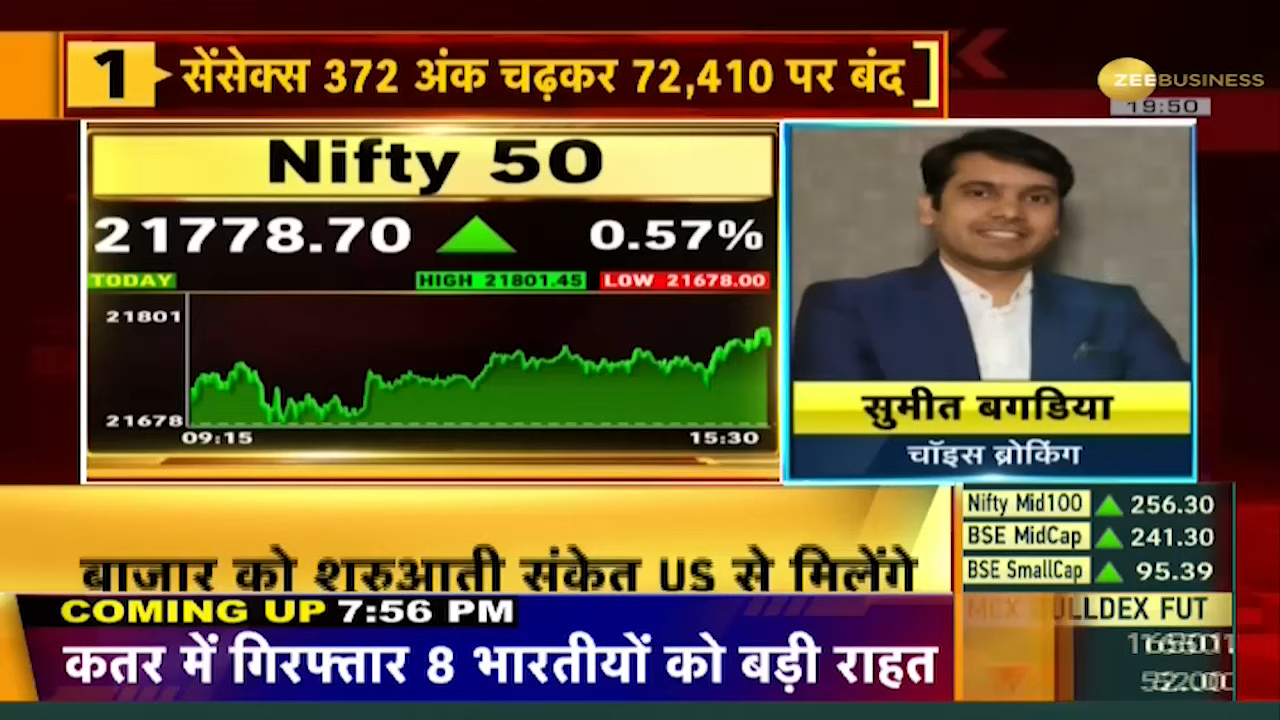 1 सेंसेक्स 372 अंक चढ़कर 72,410 पर बंद
ZEEBUSINESS
19:50
Nifty 50
21778.70 0.57%
TODAY HIGH 21801.45 LOW 21678.00
21801
21678
09:15 15:30
सुमीत बगडिया
चॉइस ब्रोकिंग
Nifty Mid100 256.30
BSE MidCap 241.30
BSE SmallCap 95.39
बाजार को शुरुआती संकेत US से मिलेंगे
FUT
COMING UP 7:56 PM
कतर में गिरफ्तार 8 भारतीयों को बड़ी राहत